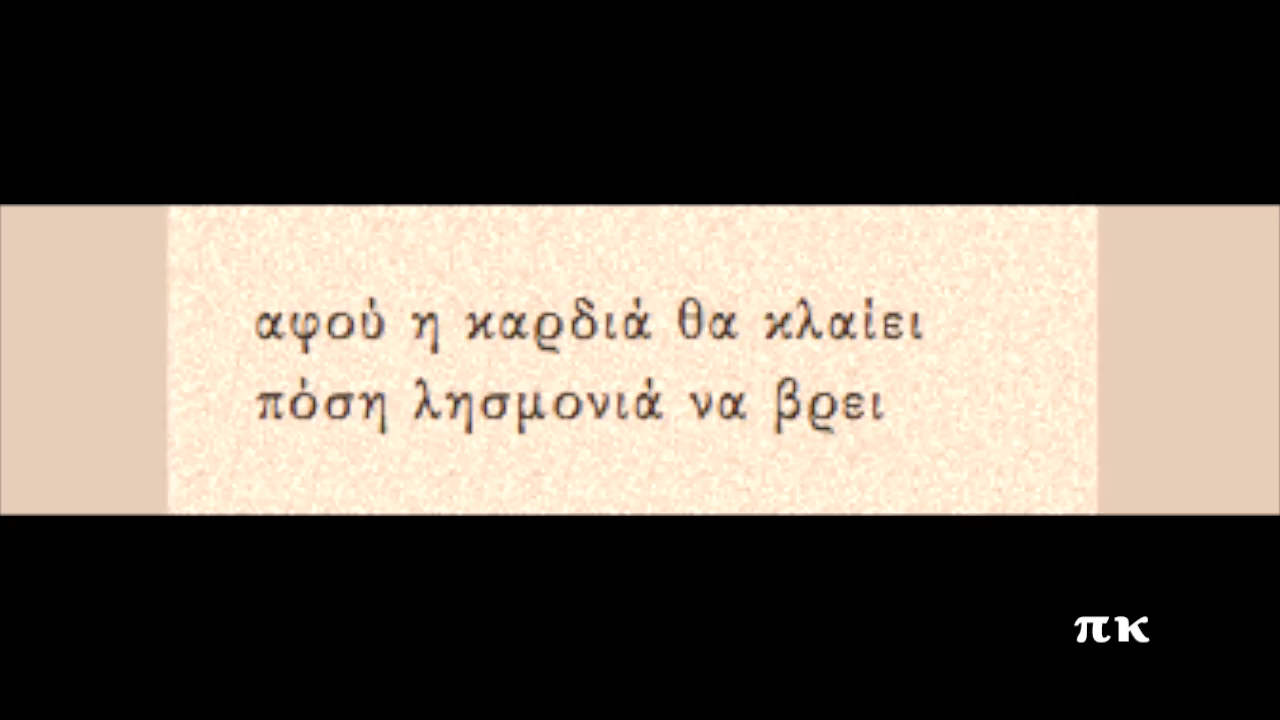 αφού η καρδιά θα κλαίει
πόση λησμονιά να βρει
πκ